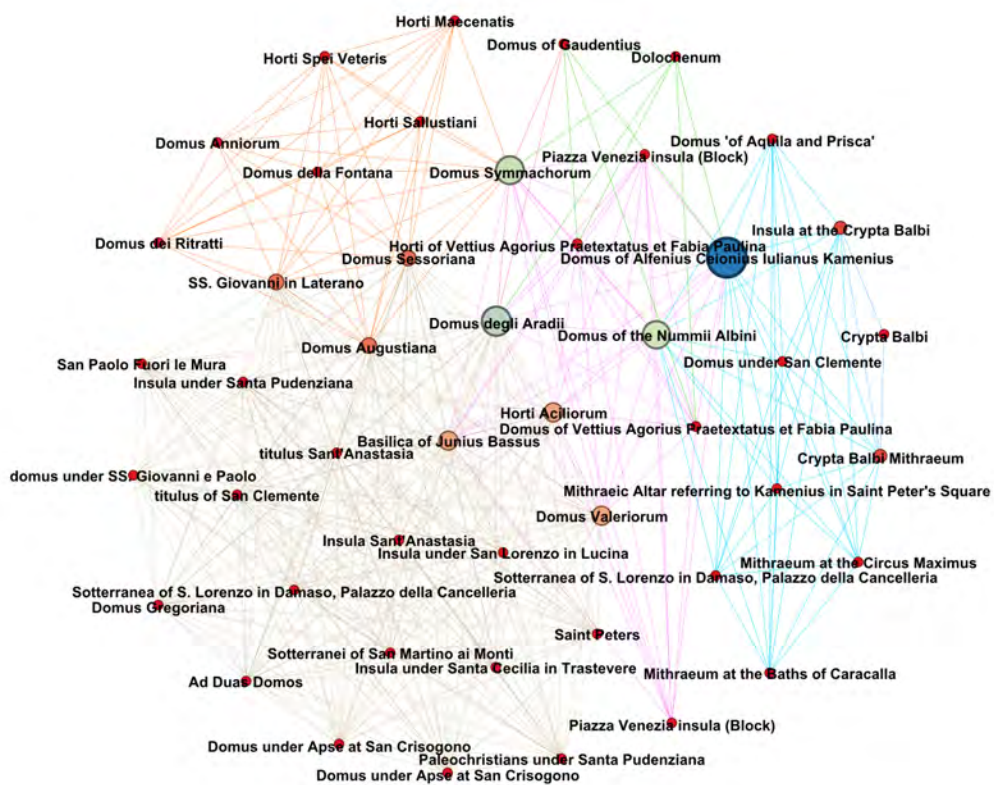 Horti Maecenatis
Domus of Gaudentius
Horti Spei Veteris
Dolochenum
Horti Sallustiani
Domus Anniorum
Domus 'of Aquila and Prisca'
Piazza Venezia insula (Block)
Domus della Fontana
Domus Symmachorum
Insula at the Crypta Balbi
Domus dei Ritratti
Horti of Vettius Agorius Praetextatus et Fabia Paulina
Domus Sessoriana
Domus of Alfenius Ceionius Iulianus Kamenius
SS. Giovanni in Laterano
Domus degli Aradii
Domus of the Nummii Albini
Crypta Balbi
Domus Augustiana
Domus under San Clemente
San Paolo Fuori le Mura
Insula under Santa Pudenziana
Horti Aciliorum
Domus of Vettius Agorius Praetextatus et Fabia Paulina
Basilica of Junius Bassus
titulus Sant'Anastasia
Crypta Balbi Mithraeum
domus under SS. Giovanni e Paolo
titulus of San Clemente
Mithraeic Altar referring to Kamenius in Saint Peter's Square
Domus Valeriorum
Insula Sant'Anastasia
Insula under San Lorenzo in Lucina
Mithraeum at the Circus Maximus
Sotterranea of S. Lorenzo in Damaso, Palazzo della Cancelleria
Sotterranea of S. Lorenzo in Damaso, Palazzo della Cancelleria
Domus Gregoriana
Saint Peters
Sotterranei of San Martino ai Monti
Insula under Santa Cecilia in Trastevere
Mithraeum at the Baths of Caracalla
Ad Duas Domos
Piazza Venezia insula (Block)
Domus under Apse at San Crisogono
Paleochristians under Santa Pudenziana
Domus under Apse at San Crisogono